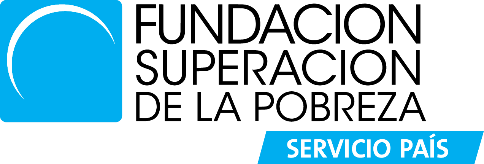 FUNDACION
SUPERACION
DE LA POBREZA
SERVICIO PAÍS